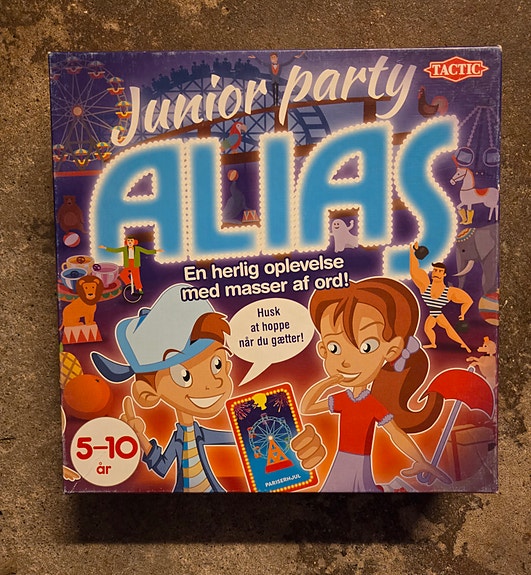 TACTIC
Junior party
ALIAS
En herlig oplevelse
med masser af ord!
Husk
at hoppe
når du gætter!
5–10
år
PARISERHJUL